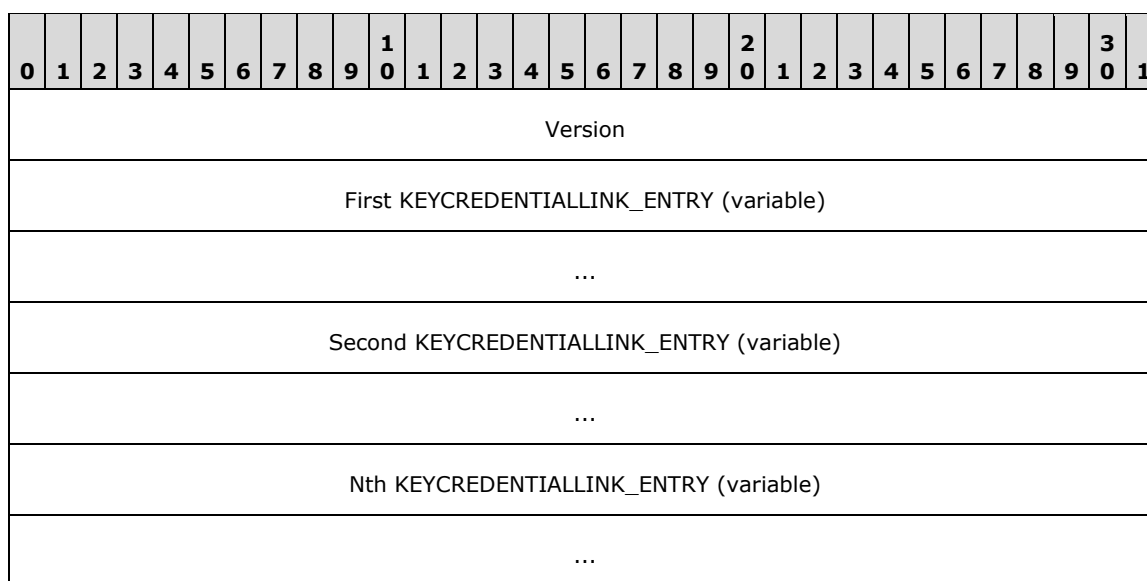 1 2 3
0 1 2 3 4 5 6 7 8 9 0 1 2 3 4 5 6 7 8 9 0 1 2 3 4 5 6 7 8 9 0 1
Version
First KEYCREDENTIALLINK_ENTRY (variable)
...
Second KEYCREDENTIALLINK_ENTRY (variable)
...
Nth KEYCREDENTIALLINK_ENTRY (variable)
...